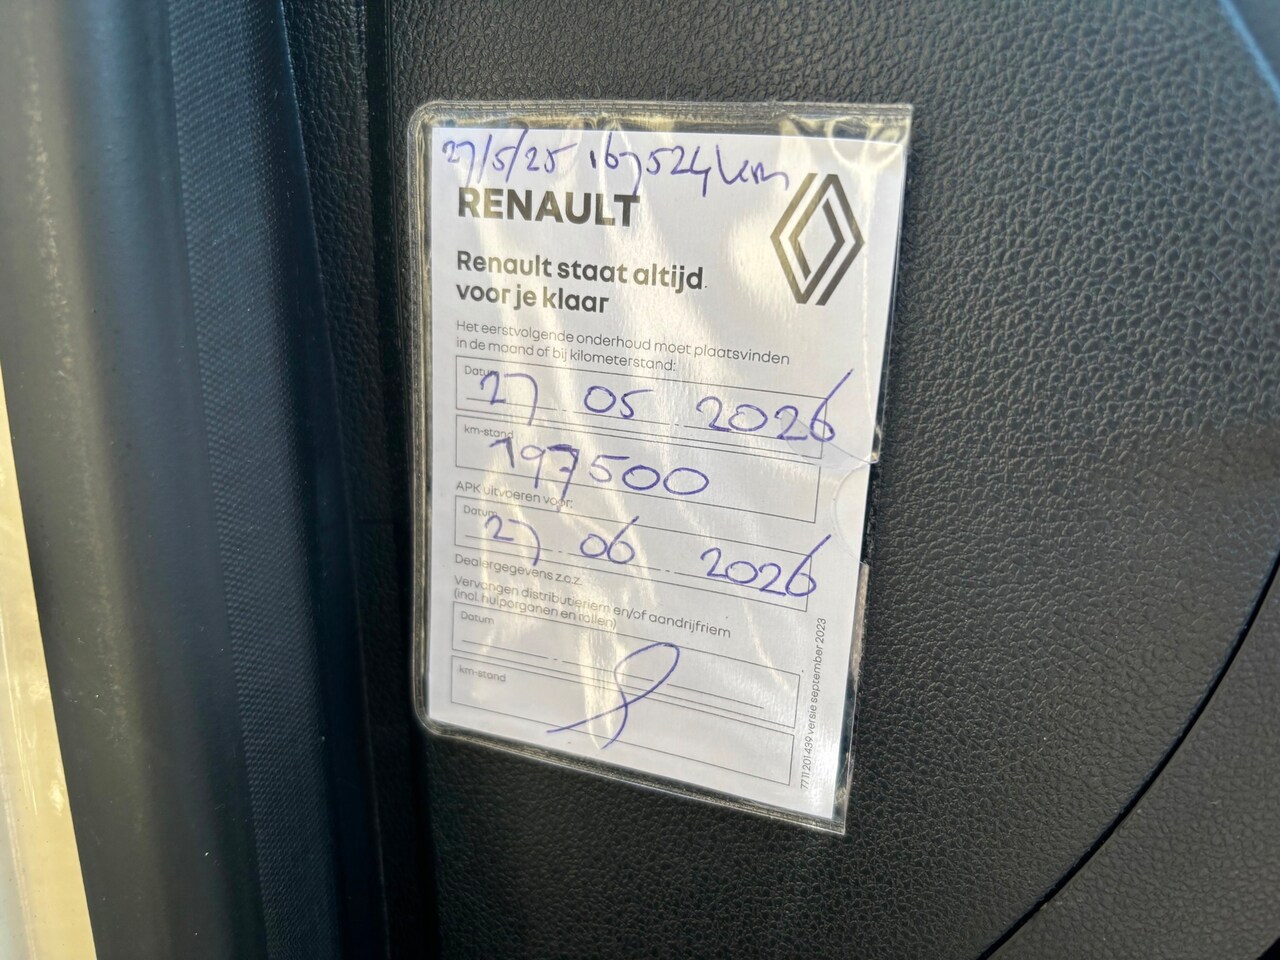 27/5/25 167524 km
RENAULT
Renault staat altijd
voor je klaar
Het eerstvolgende onderhoud moet plaatsvinden
in de maand of bij kilometerstand:
Datum
27 05 2026
km-stand
197500
APK uitvoeren voor:
Datum
27 06 2026
Dealergegevens z.o.z.
Vervangen distributieriem en/of aandrijfriem
(incl. hulporganen en rollen)
Datum
km-stand
77 11 201 439 versie september 2023